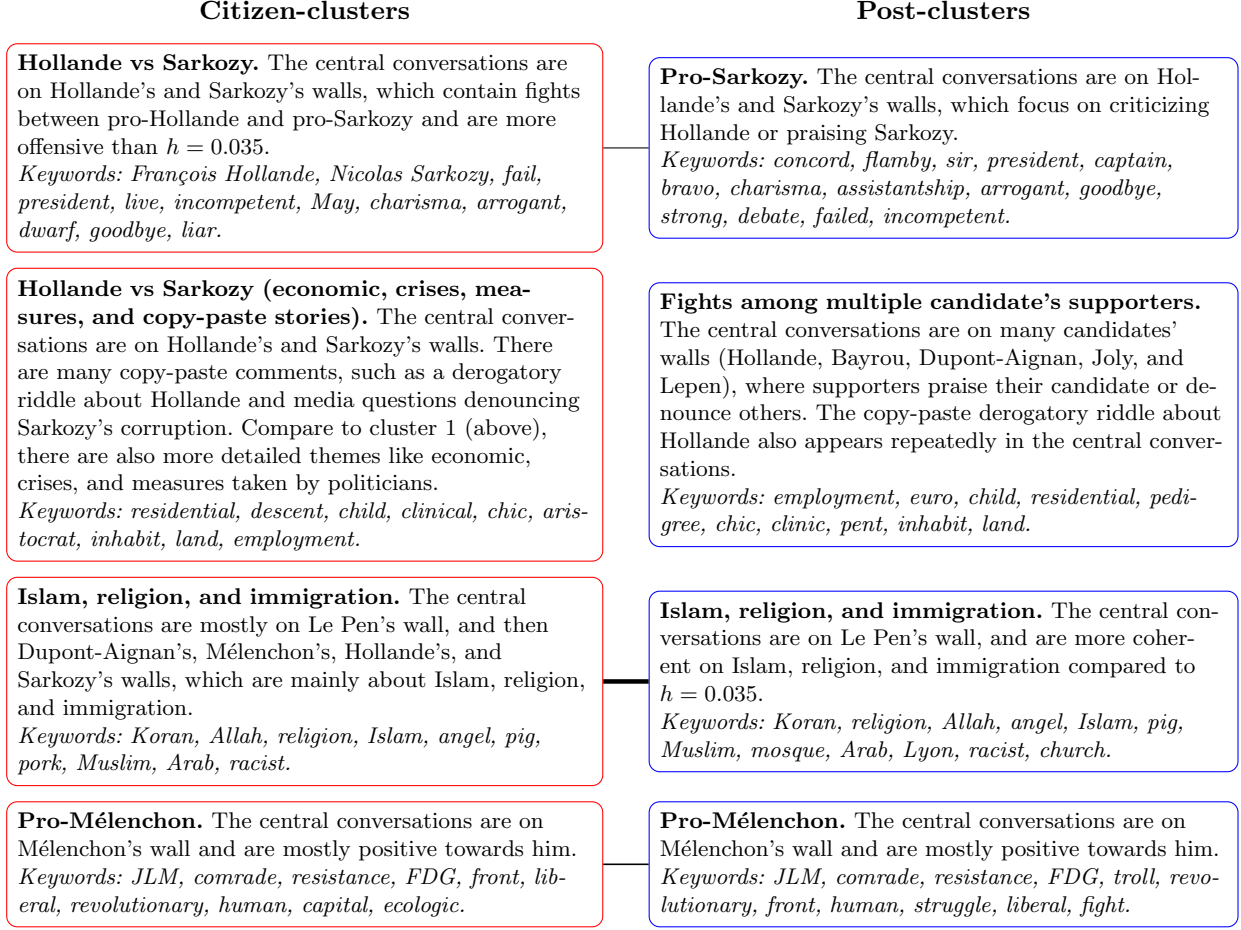 Citizen-clusters
Post-clusters
Hollande vs Sarkozy. The central conversations are
on Hollande's and Sarkozy's walls, which contain fights
between pro-Hollande and pro-Sarkozy and are more
offensive than h = 0.035.
Keywords: François Hollande, Nicolas Sarkozy, fail,
president, live, incompetent, May, charisma, arrogant,
dwarf, goodbye, liar.
Pro-Sarkozy. The central conversations are on Hol-
lande's and Sarkozy's walls, which focus on criticizing
Hollande or praising Sarkozy.
Keywords: concord, flamby, sir, president, captain,
bravo, charisma, assistantship, arrogant, goodbye,
strong, debate, failed, incompetent.
Hollande vs Sarkozy (economic, crises, mea-
sures, and copy-paste stories). The central conver-
sations are on Hollande's and Sarkozy's walls. There
are many copy-paste comments, such as a derogatory
riddle about Hollande and media questions denouncing
Sarkozy's corruption. Compare to cluster 1 (above),
there are also more detailed themes like economic,
crises, and measures taken by politicians.
Keywords: residential, descent, child, clinical, chic, aris-
tocrat, inhabit, land, employment.
Fights among multiple candidate's supporters.
The central conversations are on many candidates'
walls (Hollande, Bayrou, Dupont-Aignan, Joly, and
Lepen), where supporters praise their candidate or de-
nounce others. The copy-paste derogatory riddle about
Hollande also appears repeatedly in the central conver-
sations.
Keywords: employment, euro, child, residential, pedi-
gree, chic, clinic, pent, inhabit, land.
Islam, religion, and immigration. The central
conversations are mostly on Le Pen's wall, and then
Dupont-Aignan's, Mélenchon's, Hollande's, and
Sarkozy's walls, which are mainly about Islam, religion,
and immigration.
Keywords: Koran, Allah, religion, Islam, angel, pig,
pork, Muslim, Arab, racist.
Islam, religion, and immigration. The central con-
versations are on Le Pen's wall, and are more coher-
ent on Islam, religion, and immigration compared to
h = 0.035.
Keywords: Koran, religion, Allah, angel, Islam, pig,
Muslim, mosque, Arab, Lyon, racist, church.
Pro-Mélenchon. The central conversations are on
Mélenchon's wall and are mostly positive towards him.
Keywords: JLM, comrade, resistance, FDG, front, lib-
eral, revolutionary, human, capital, ecologic.
Pro-Mélenchon. The central conversations are on
Mélenchon's wall and are mostly positive towards him.
Keywords: JLM, comrade, resistance, FDG, troll, revo-
lutionary, front, human, struggle, liberal, fight.